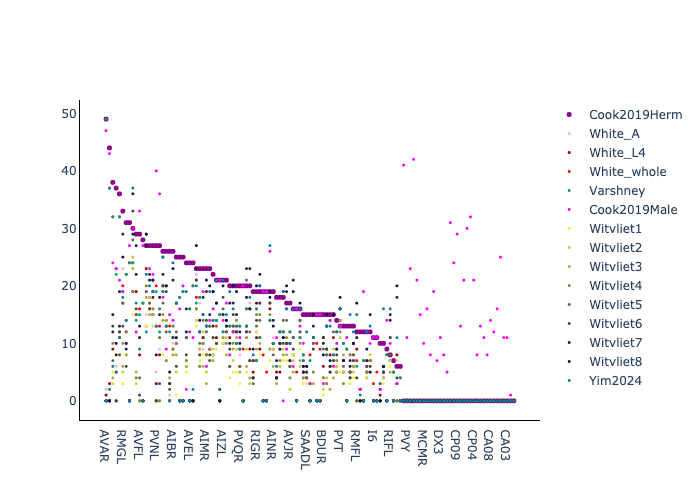 50
40
30
20
10
0
AVAR
RMGL
AVFL
PVNL
AIBR
AVEL
AIMR
AIZL
PVQR
RIGR
AINR
AVJR
SAADL
BDUR
PVT
RMFL
I6
RIFL
PVY
MCMR
DX3
CP09
CP04
CA08
CA03
Cook2019Herm
White_A
White_L4
White_whole
Varshney
Cook2019Male
Witvliet1
Witvliet2
Witvliet3
Witvliet4
Witvliet5
Witvliet6
Witvliet7
Witvliet8
Yim2024